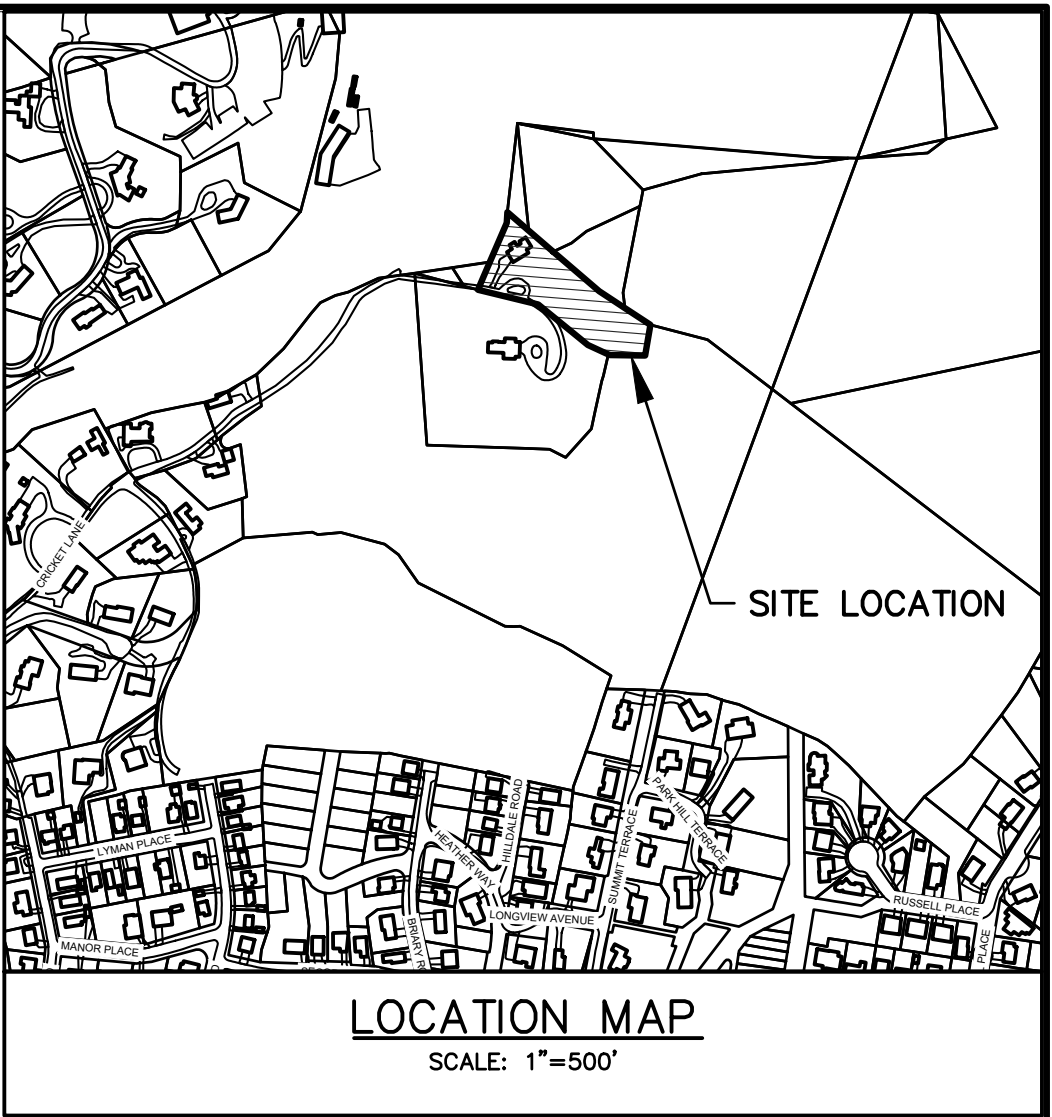 SITE LOCATION
CRICKET LANE
LYMAN PLACE
MANOR PLACE
HEATHER WAY
HILLDALE ROAD
BRIARY
LONGVIEW AVENUE
SUMMIT TERRACE
PARK HILL TERRACE
RUSSELL PLACE
PLACE
LOCATION MAP
SCALE: 1"=500'